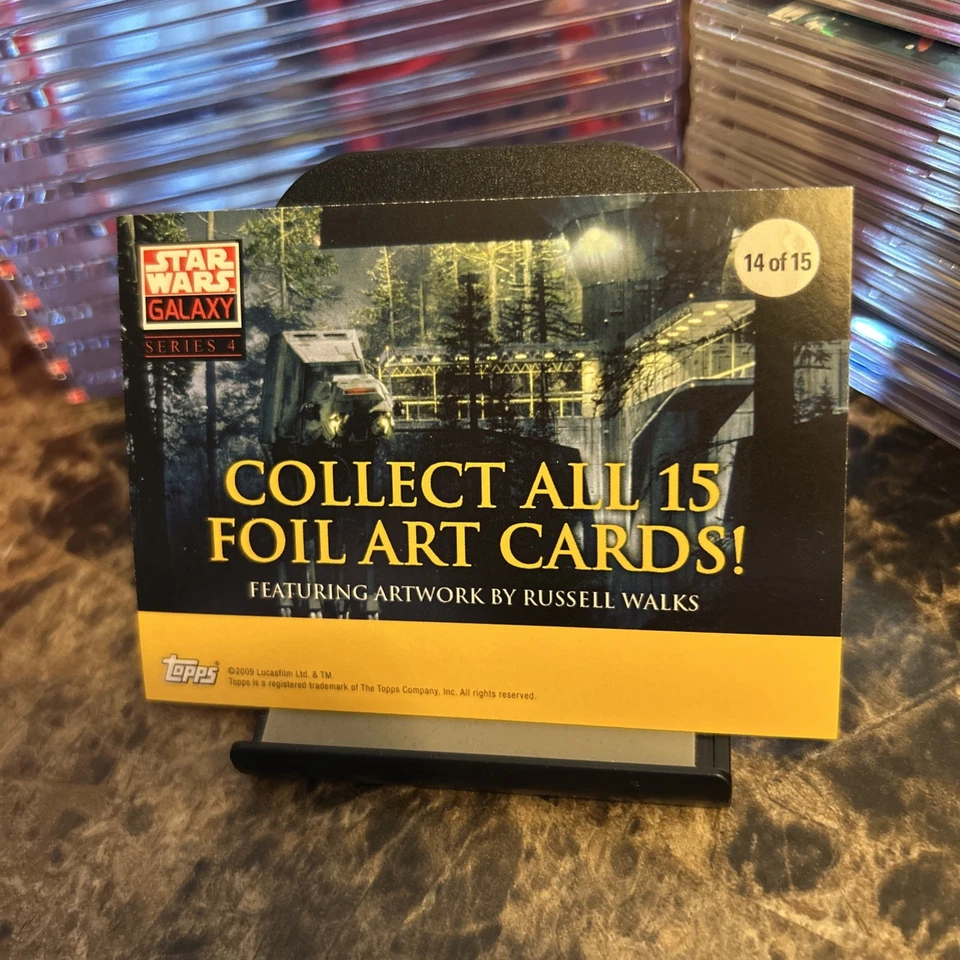 STAR
WARS
GALAXY
SERIES 4
14 of 15
COLLECT ALL 15
FOIL ART CARDS!
FEATURING ARTWORK BY RUSSELL WALKS
topps
©2009 Lucasfilm Ltd. & TM.
Topps is a registered trademark of The Topps Company, Inc. All rights reserved.